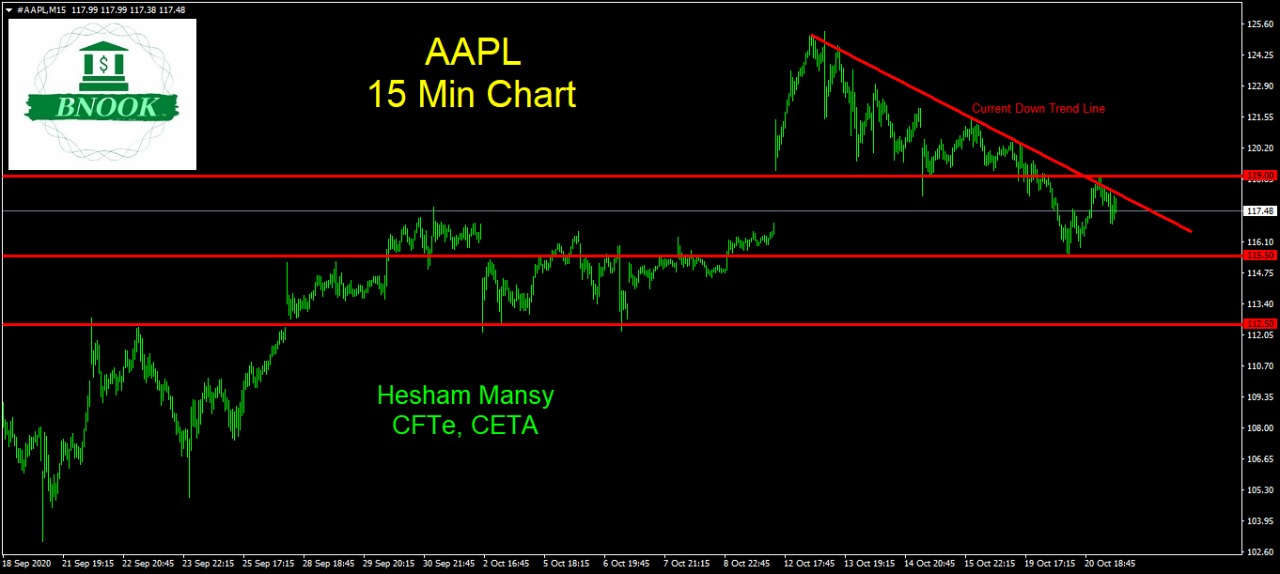 #AAPL,M15 117.99 117.99 117.38 117.48
$
BNOOK
AAPL
15 Min Chart
Current Down Trend Line
Hesham Mansy
CFTe, CETA
125.60
124.25
122.90
121.55
120.20
119.00
117.48
116.10
115.50
114.75
113.40
112.50
112.05
110.70
109.35
108.00
106.65
105.30
103.95
102.60
18 Sep 2020 21 Sep 19:15 22 Sep 20:45 23 Sep 22:15 25 Sep 17:15 28 Sep 18:45 29 Sep 20:15 30 Sep 21:45 2 Oct 16:45 5 Oct 18:15 6 Oct 19:45 7 Oct 21:15 8 Oct 22:45 12 Oct 17:45 13 Oct 19:15 14 Oct 20:45 15 Oct 22:15 19 Oct 17:15 20 Oct 18:45